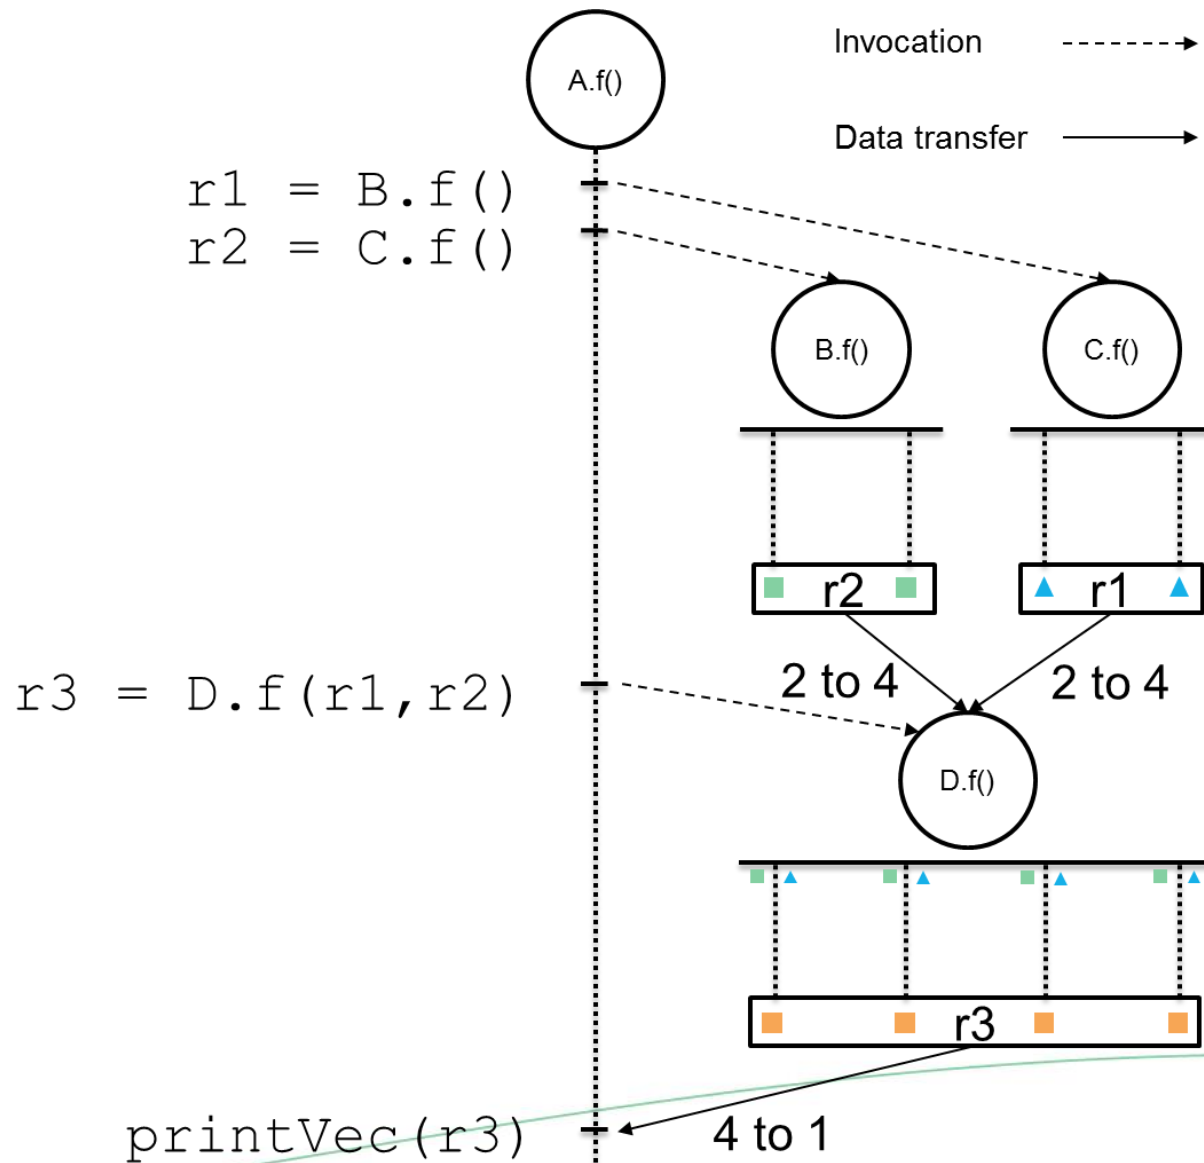 A.f()
Invocation
Data transfer
r1 = B.f()
r2 = C.f()
B.f()
C.f()
r2
r1
2 to 4
2 to 4
r3 = D.f(r1,r2)
D.f()
r3
printVec(r3)
4 to 1